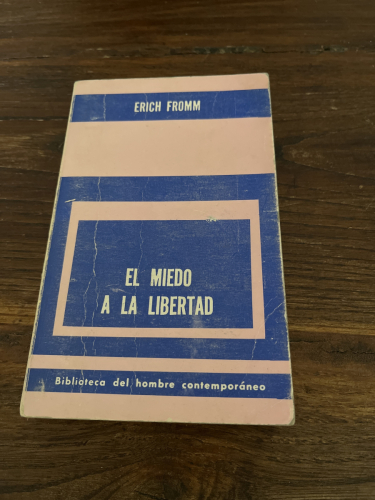 ERICH FROMM
EL MIEDO
A LA LIBERTAD
Biblioteca del hombre contemporáneo